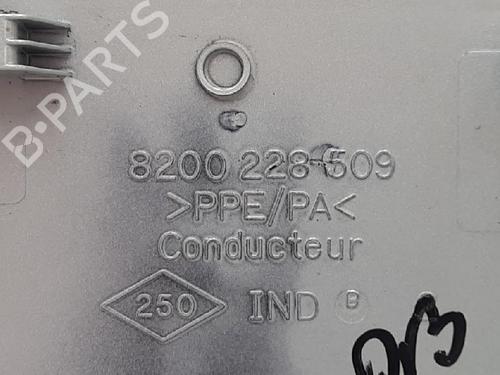 B-PARTS
8200 228-509
>PPE/PA<
Conducteur
250 IND B